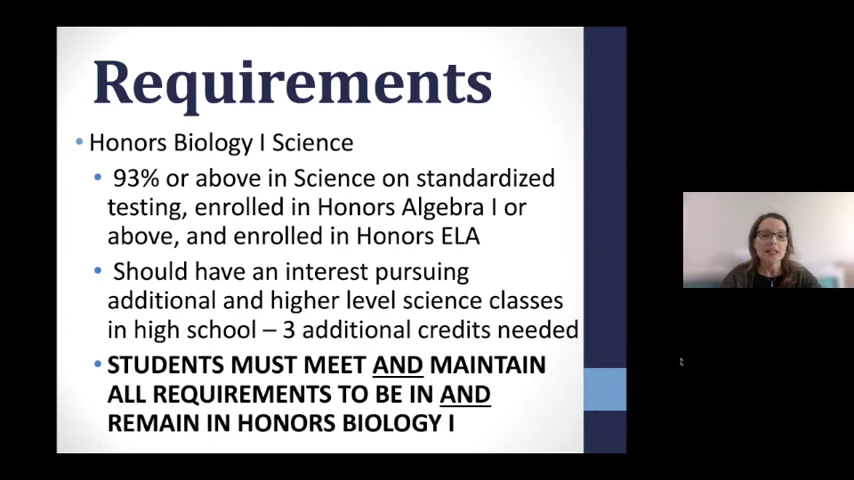 Requirements
• Honors Biology I Science
• 93% or above in Science on standardized
testing, enrolled in Honors Algebra I or
above, and enrolled in Honors ELA
• Should have an interest pursuing
additional and higher level science classes
in high school – 3 additional credits needed
• STUDENTS MUST MEET AND MAINTAIN
ALL REQUIREMENTS TO BE IN AND
REMAIN IN HONORS BIOLOGY I